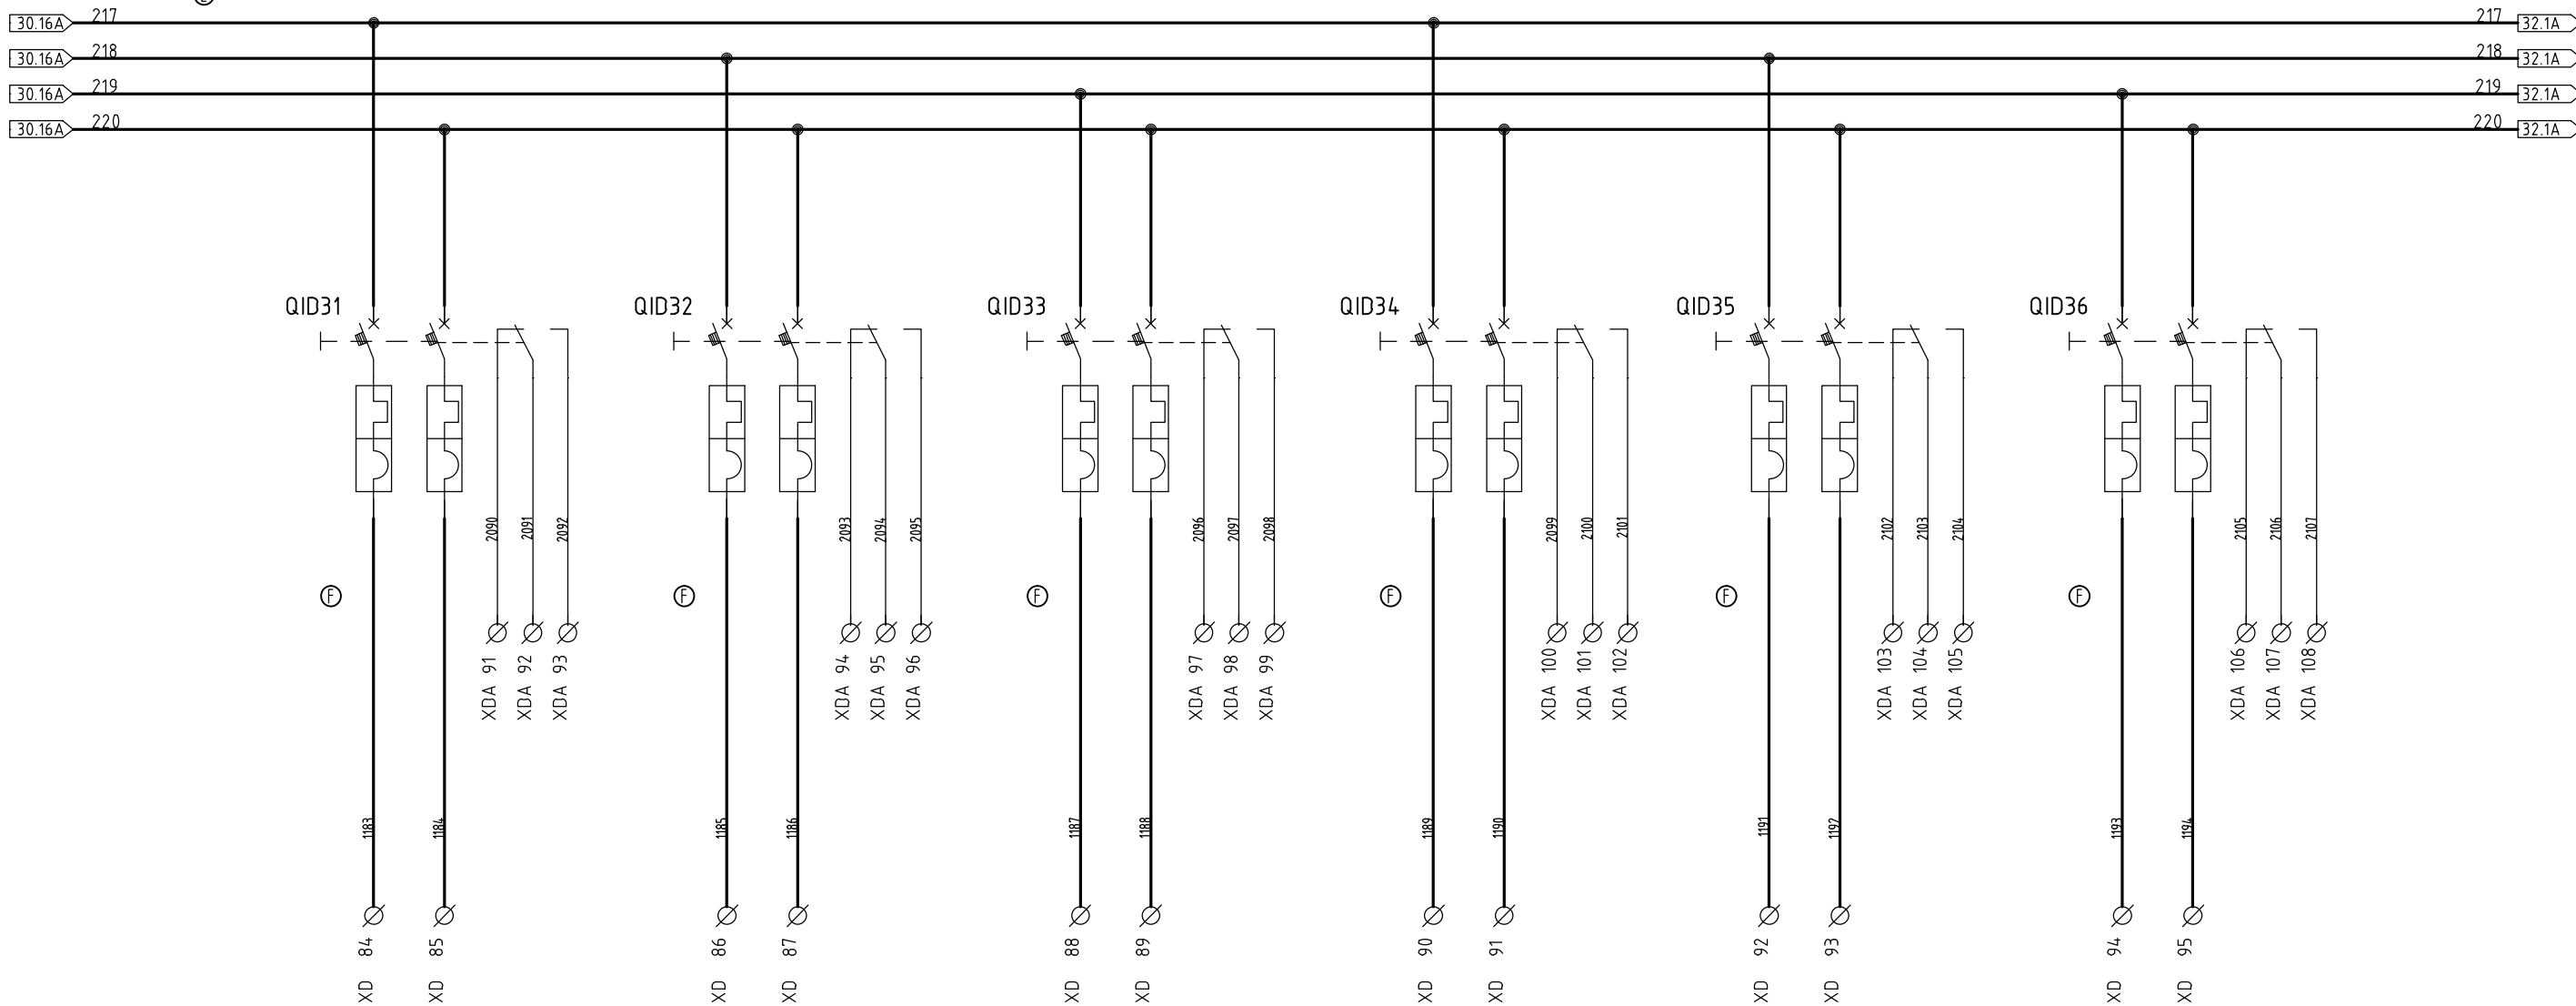 30.16A 217 217 32.1A
30.16A 218 218 32.1A
30.16A 219 219 32.1A
30.16A 220 220 32.1A
QID31 QID32 QID33 QID34 QID35 QID36
2090 2091 2092 2093 2094 2095 2096 2097 2098 2099 2100 2101 2102 2103 2104 2105 2106 2107
F F F F F F
XDA 91 XDA 92 XDA 93 XDA 94 XDA 95 XDA 96 XDA 97 XDA 98 XDA 99 XDA 100 XDA 101 XDA 102 XDA 103 XDA 104 XDA 105 XDA 106 XDA 107 XDA 108
1183 1184 1185 1186 1187 1188 1189 1190 1191 1192 1193 1194
XD 84 XD 85 XD 86 XD 87 XD 88 XD 89 XD 90 XD 91 XD 92 XD 93 XD 94 XD 95